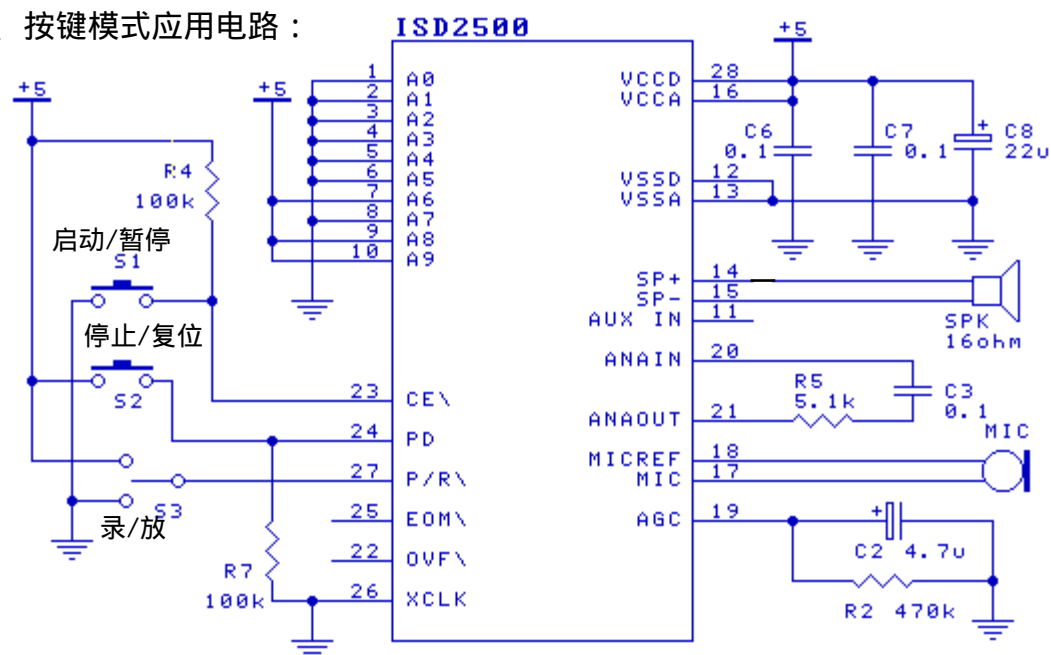 按键模式应用电路：
ISD2500
+5
+5
+5
1 A0
2 A1
3 A2
4 A3
5 A4
6 A5
7 A6
8 A7
9 A8
10 A9
28 VCCD
16 VCCA
12 VSSD
13 VSSA
C6
0.1
C7
0.1
+ C8
22u
R4
100k
启动/暂停
S1
停止/复位
S2
录/放
S3
14 SP+
15 SP-
11 AUX IN
SPK
16ohm
20 ANAIN
R5
5.1k
C3
0.1
21 ANAOUT
MIC
18 MICREF
17 MIC
19 AGC
+
C2 4.7u
R2 470k
23 CE\
24 PD
27 P/R\
25 EOM\
22 OVF\
26 XCLK
R7
100k